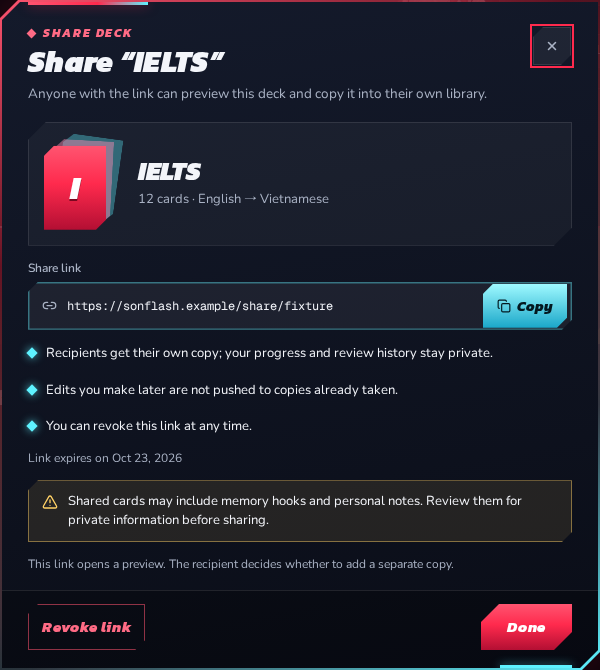 SHARE DECK
Share “IELTS”
Anyone with the link can preview this deck and copy it into their own library.
I
IELTS
12 cards · English → Vietnamese
Share link
https://sonflash.example/share/fixture
Copy
Recipients get their own copy; your progress and review history stay private.
Edits you make later are not pushed to copies already taken.
You can revoke this link at any time.
Link expires on Oct 23, 2026
Shared cards may include memory hooks and personal notes. Review them for
private information before sharing.
This link opens a preview. The recipient decides whether to add a separate copy.
Revoke link
Done